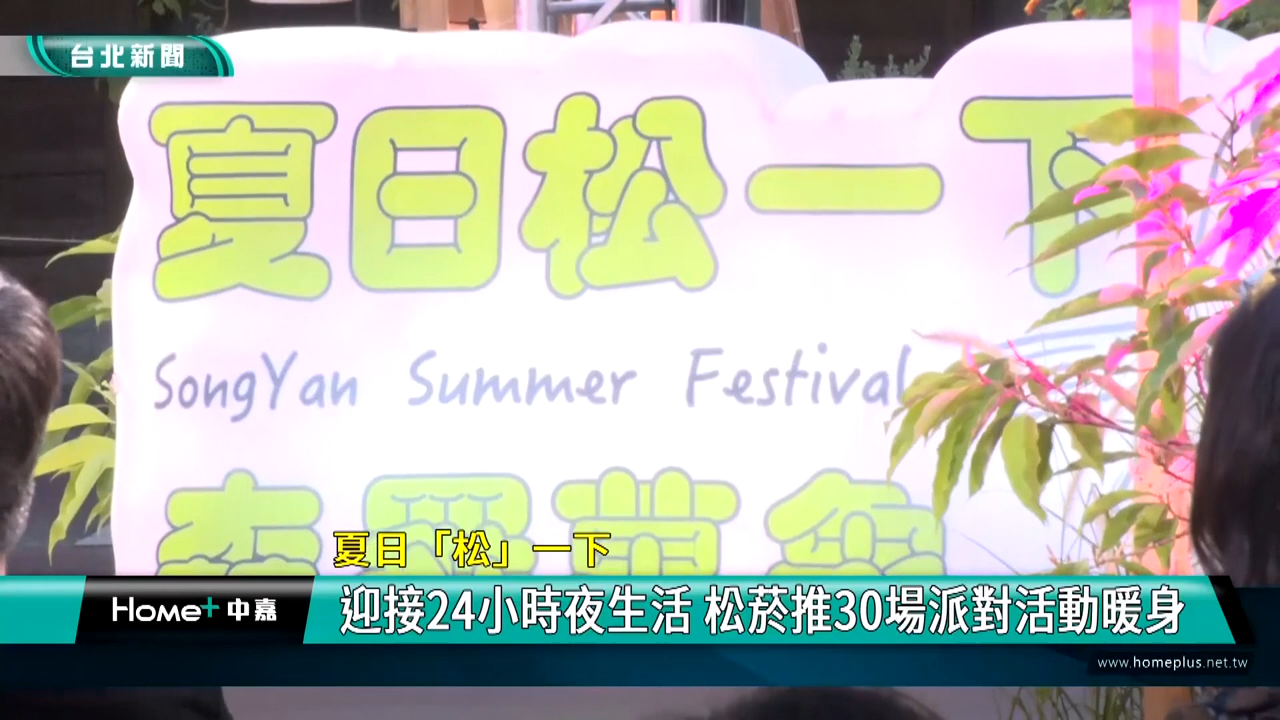 台北新聞
夏日松一下
SongYan Summer Festival
夏日「松」一下
Home+中嘉
迎接24小時夜生活 松菸推30場派對活動暖身
www.homeplus.net.tw